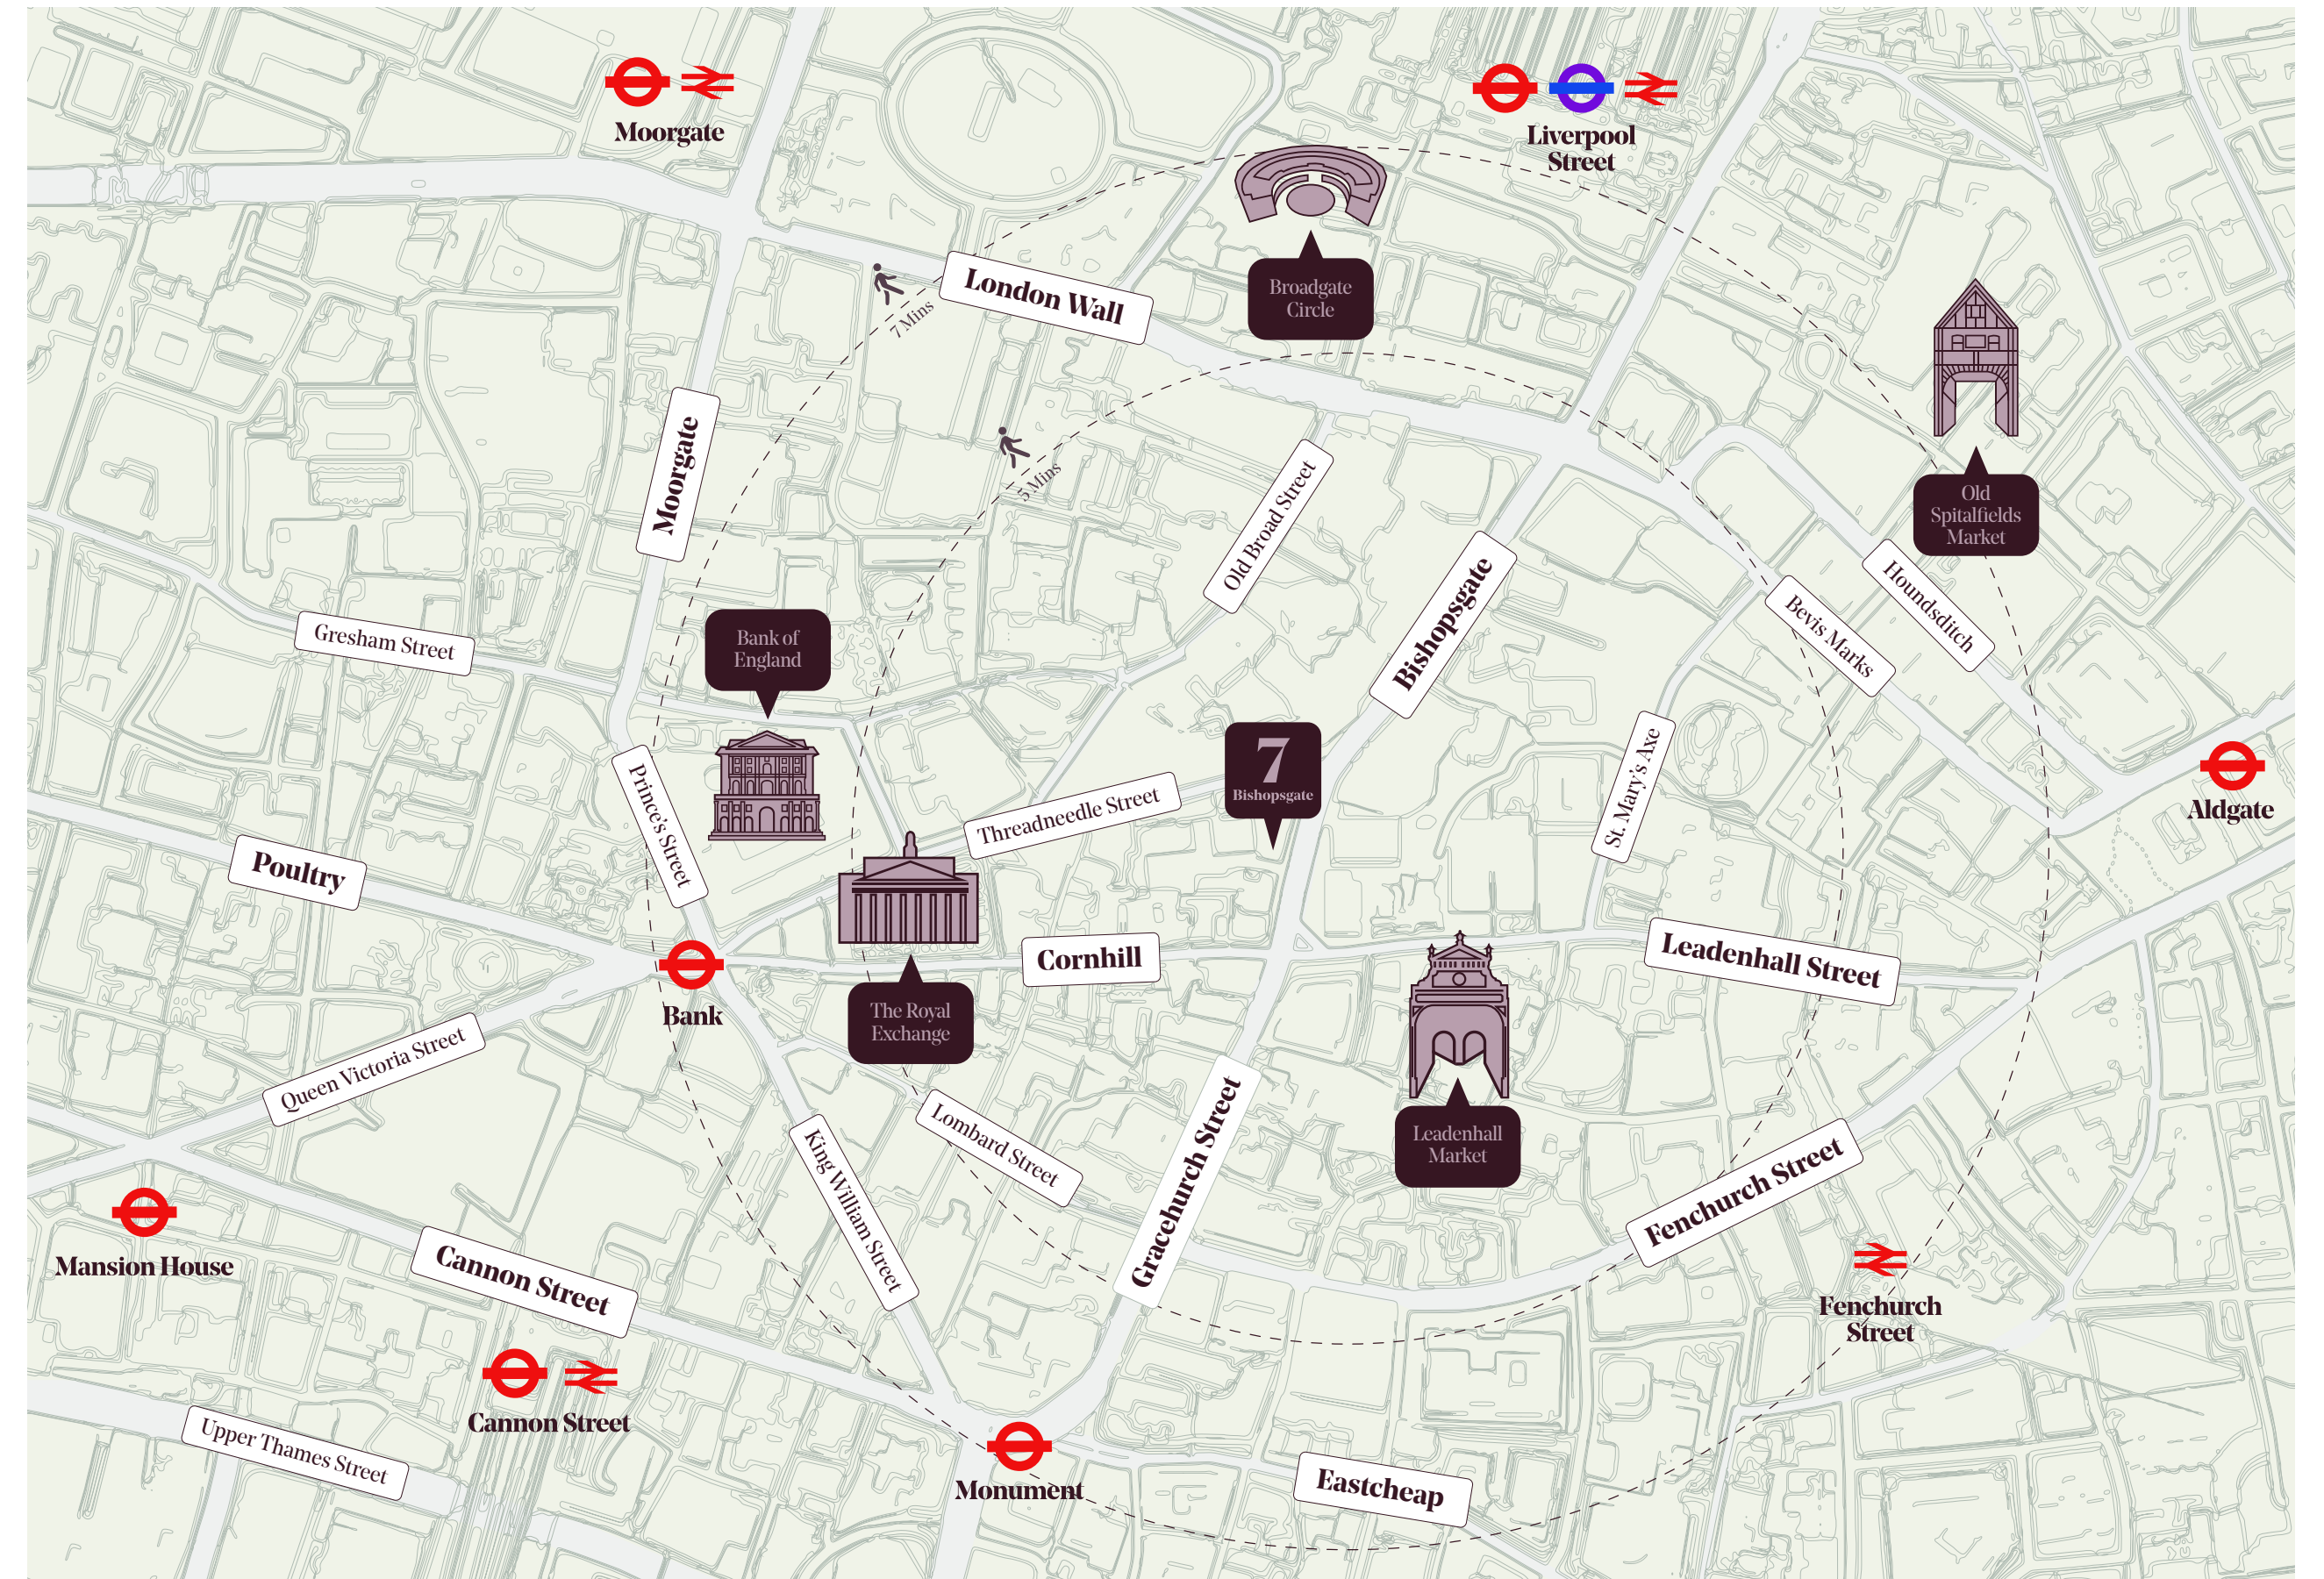 Moorgate
Liverpool
Street
London Wall
7 Mins
Broadgate
Circle
5 Mins
Moorgate
Old Broad Street
Old
Spitalfields
Market
Bishopsgate
Houndsditch
Bevis Marks
Gresham Street
Bank of
England
Prince's Street
7
Bishopsgate
St. Mary's Axe
Aldgate
Threadneedle Street
Poultry
Cornhill
Leadenhall Street
Bank
The Royal
Exchange
Queen Victoria Street
Lombard Street
King William Street
Gracechurch Street
Leadenhall
Market
Fenchurch Street
Mansion House
Cannon Street
Fenchurch
Street
Cannon Street
Upper Thames Street
Monument
Eastcheap